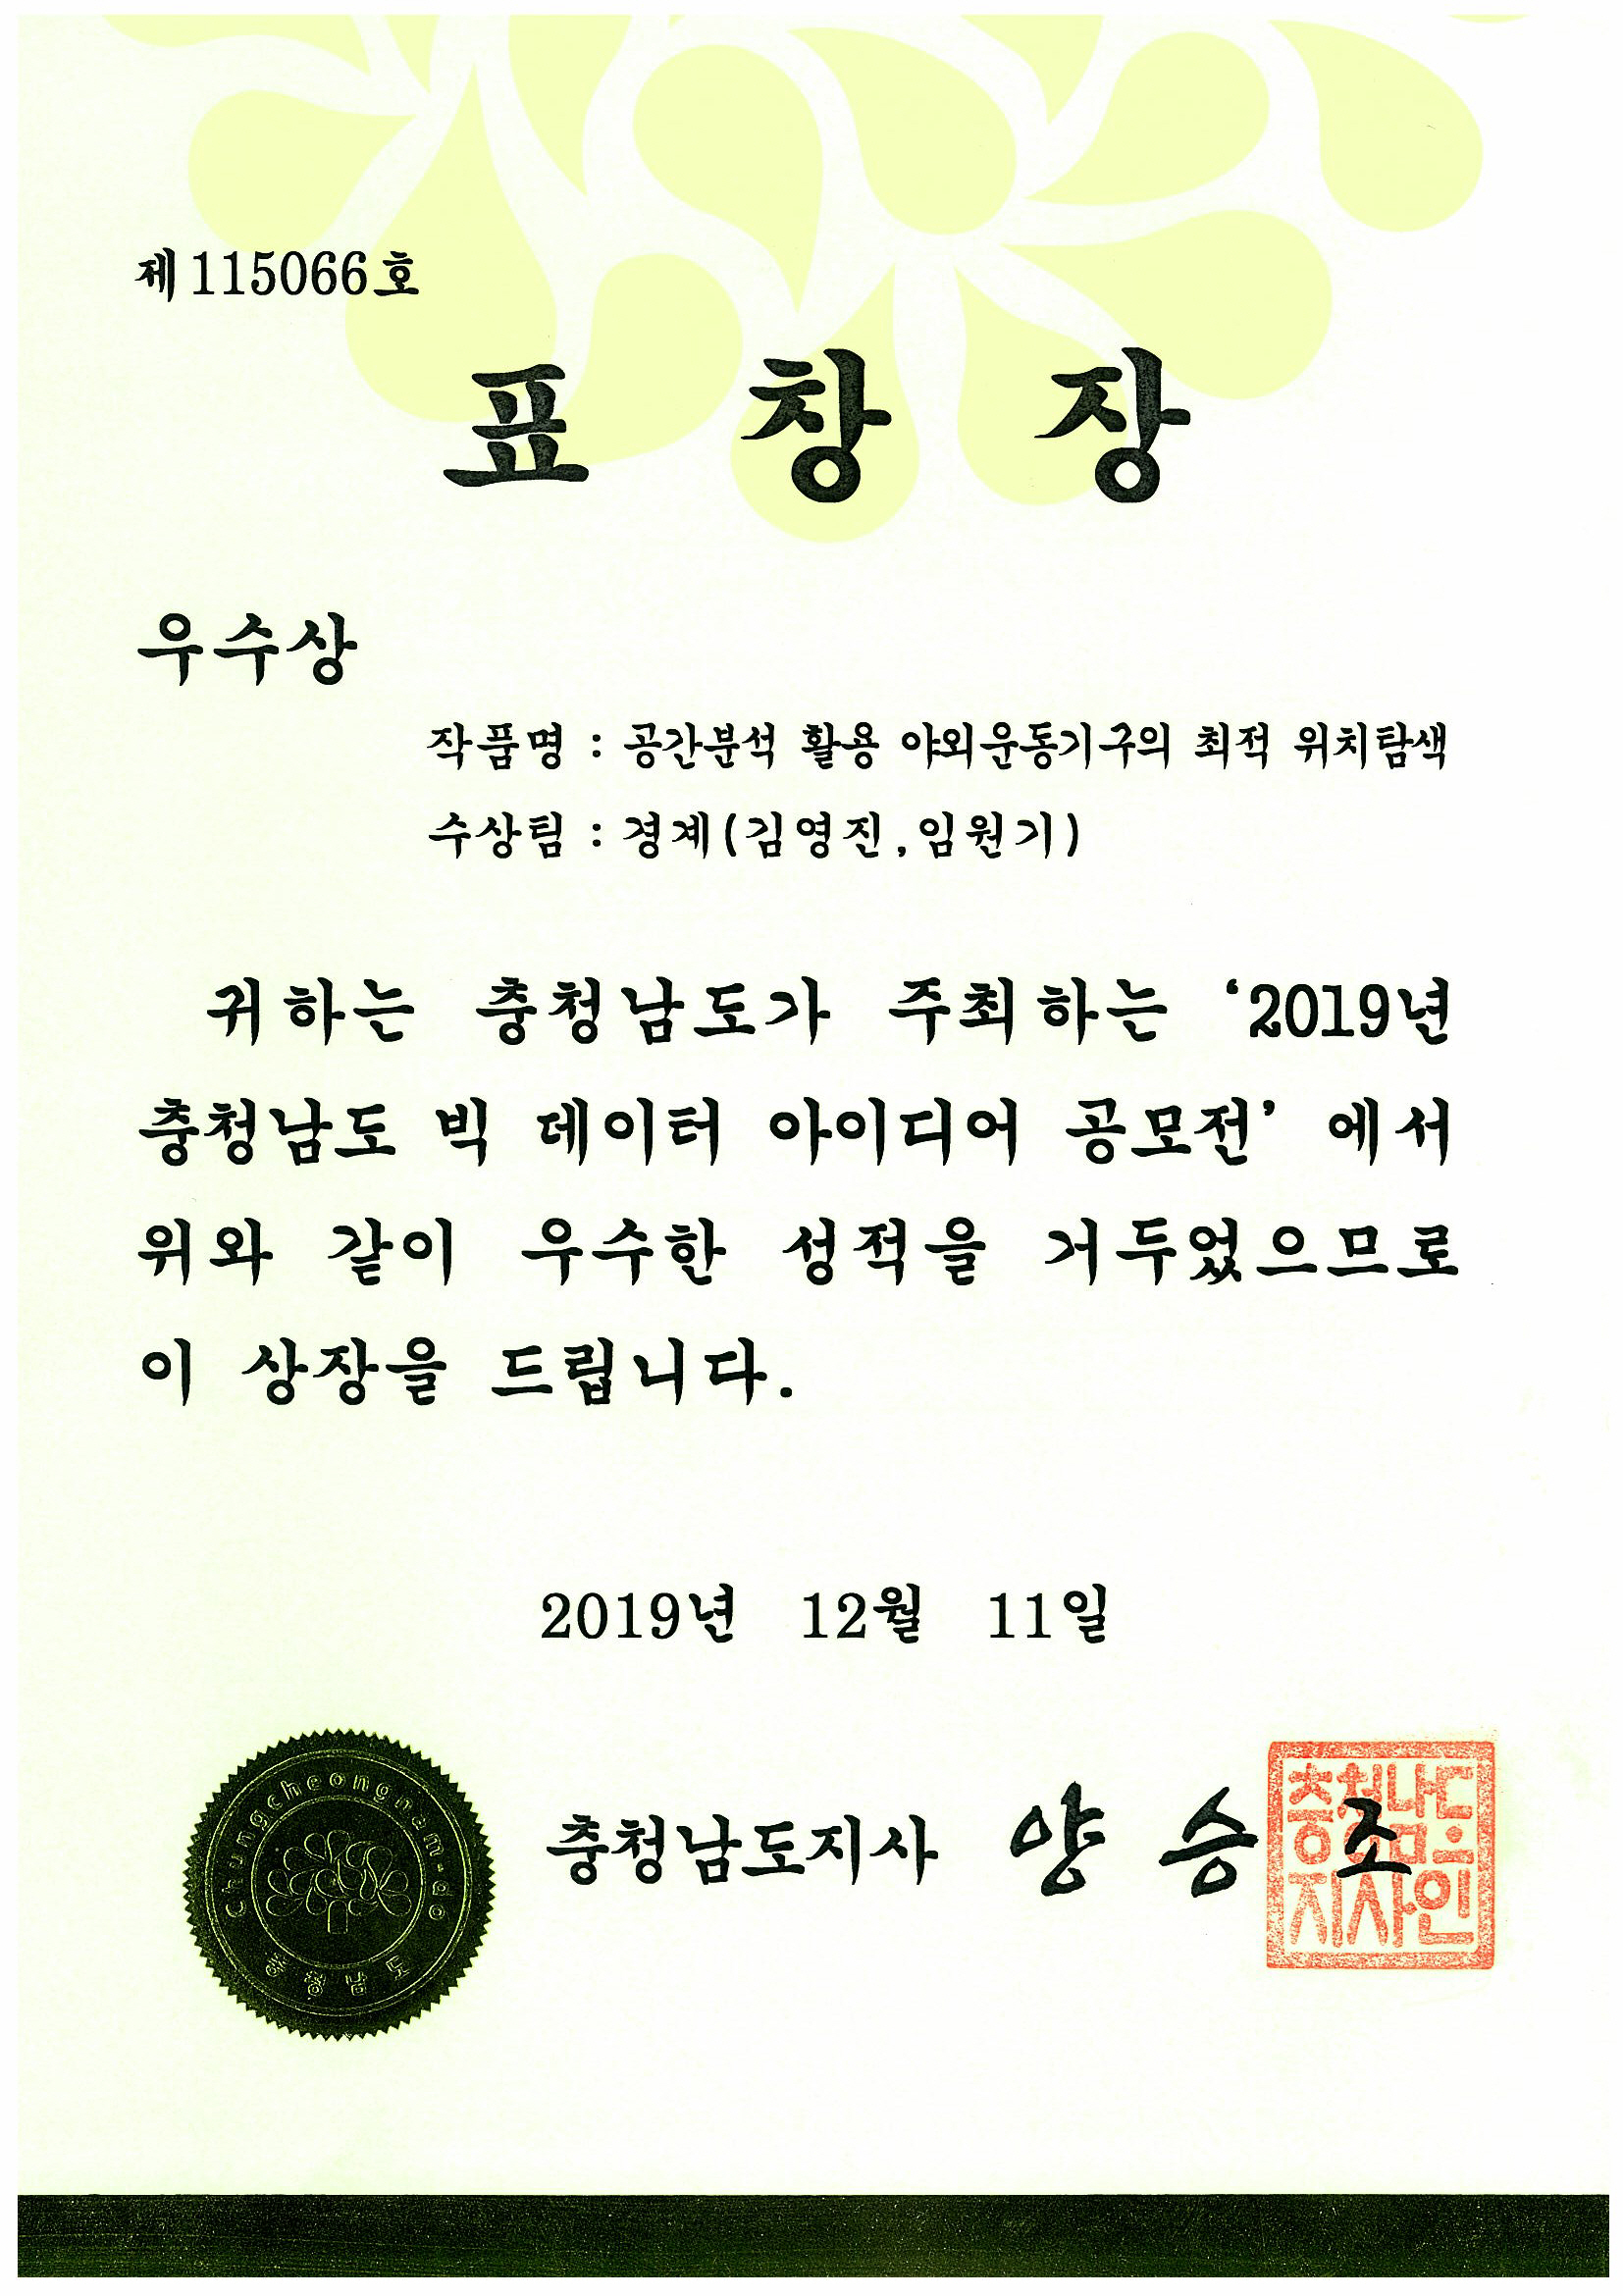 제115066호
표 창 장
우수상
작품명 : 공간분석 활용 야외운동기구의 최적 위치탐색
수상팀 : 경계(김영진,임원기)
귀하는 충청남도가 주최하는 ‘2019년
충청남도 빅 데이터 아이디어 공모전’ 에서
위와 같이 우수한 성적을 거두었으므로
이 상장을 드립니다.
2019년 12월 11일
Chungcheongnam-do
충청남도
충청남도지사 양 승 조
충청남도
지사인